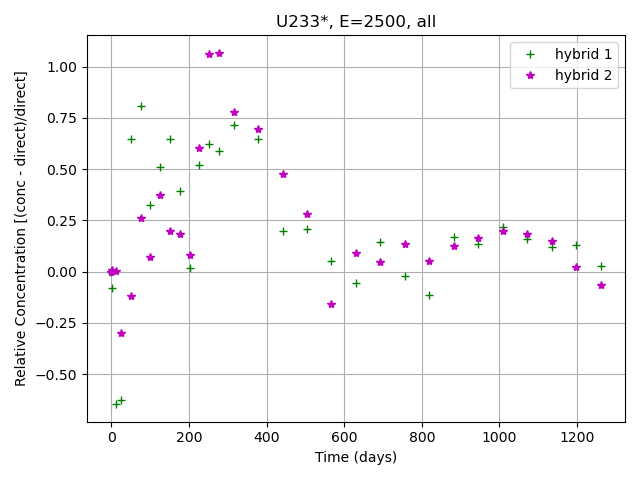 U233*, E=2500, all
hybrid 1
hybrid 2
Relative Concentration [(conc - direct)/direct]
1.00
0.75
0.50
0.25
0.00
−0.25
−0.50
0 200 400 600 800 1000 1200
Time (days)